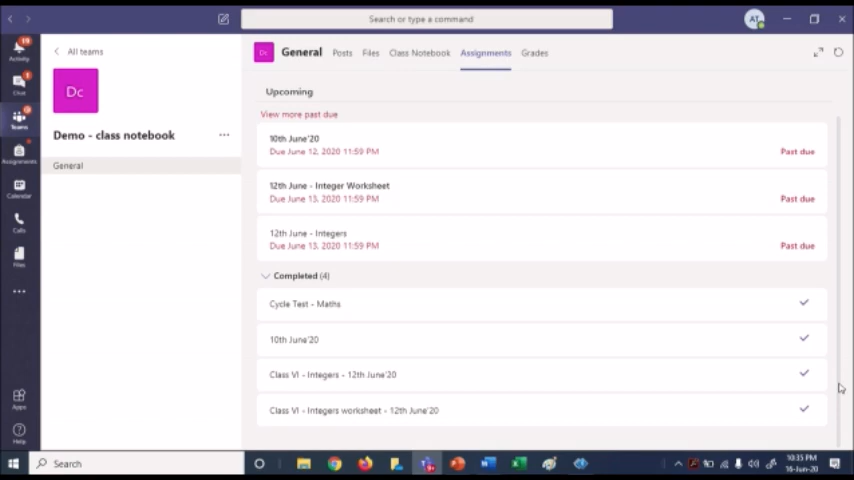 Search or type a command
AT
19
Activity
Chat
Teams
Assignments
Calendar
Calls
Files
Apps
Help
All teams
Dc
Demo - class notebook
General
Dc
General
Posts
Files
Class Notebook
Assignments
Grades
Upcoming
View more past due
10th June'20
Due June 12, 2020 11:59 PM
Past due
12th June - Integer Worksheet
Due June 13, 2020 11:59 PM
Past due
12th June - Integers
Due June 13, 2020 11:59 PM
Past due
Completed (4)
Cycle Test - Maths
10th June'20
Class VI - Integers - 12th June'20
Class VI - Integers worksheet - 12th June'20
Search
10:35 PM
16-Jun-20